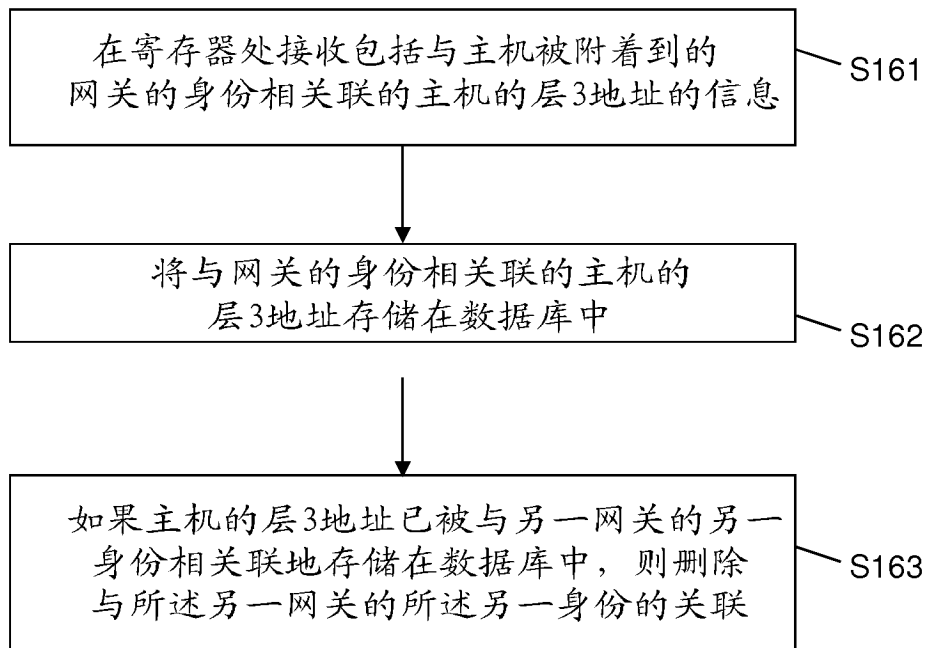 在寄存器处接收包括与主机被附着到的
网关的身份相关联的主机的层3地址的信息
S161
将与网关的身份相关联的主机的
层3地址存储在数据库中
S162
如果主机的层3地址已被与另一网关的另一
身份相关联地存储在数据库中，则删除
与所述另一网关的所述另一身份的关联
S163